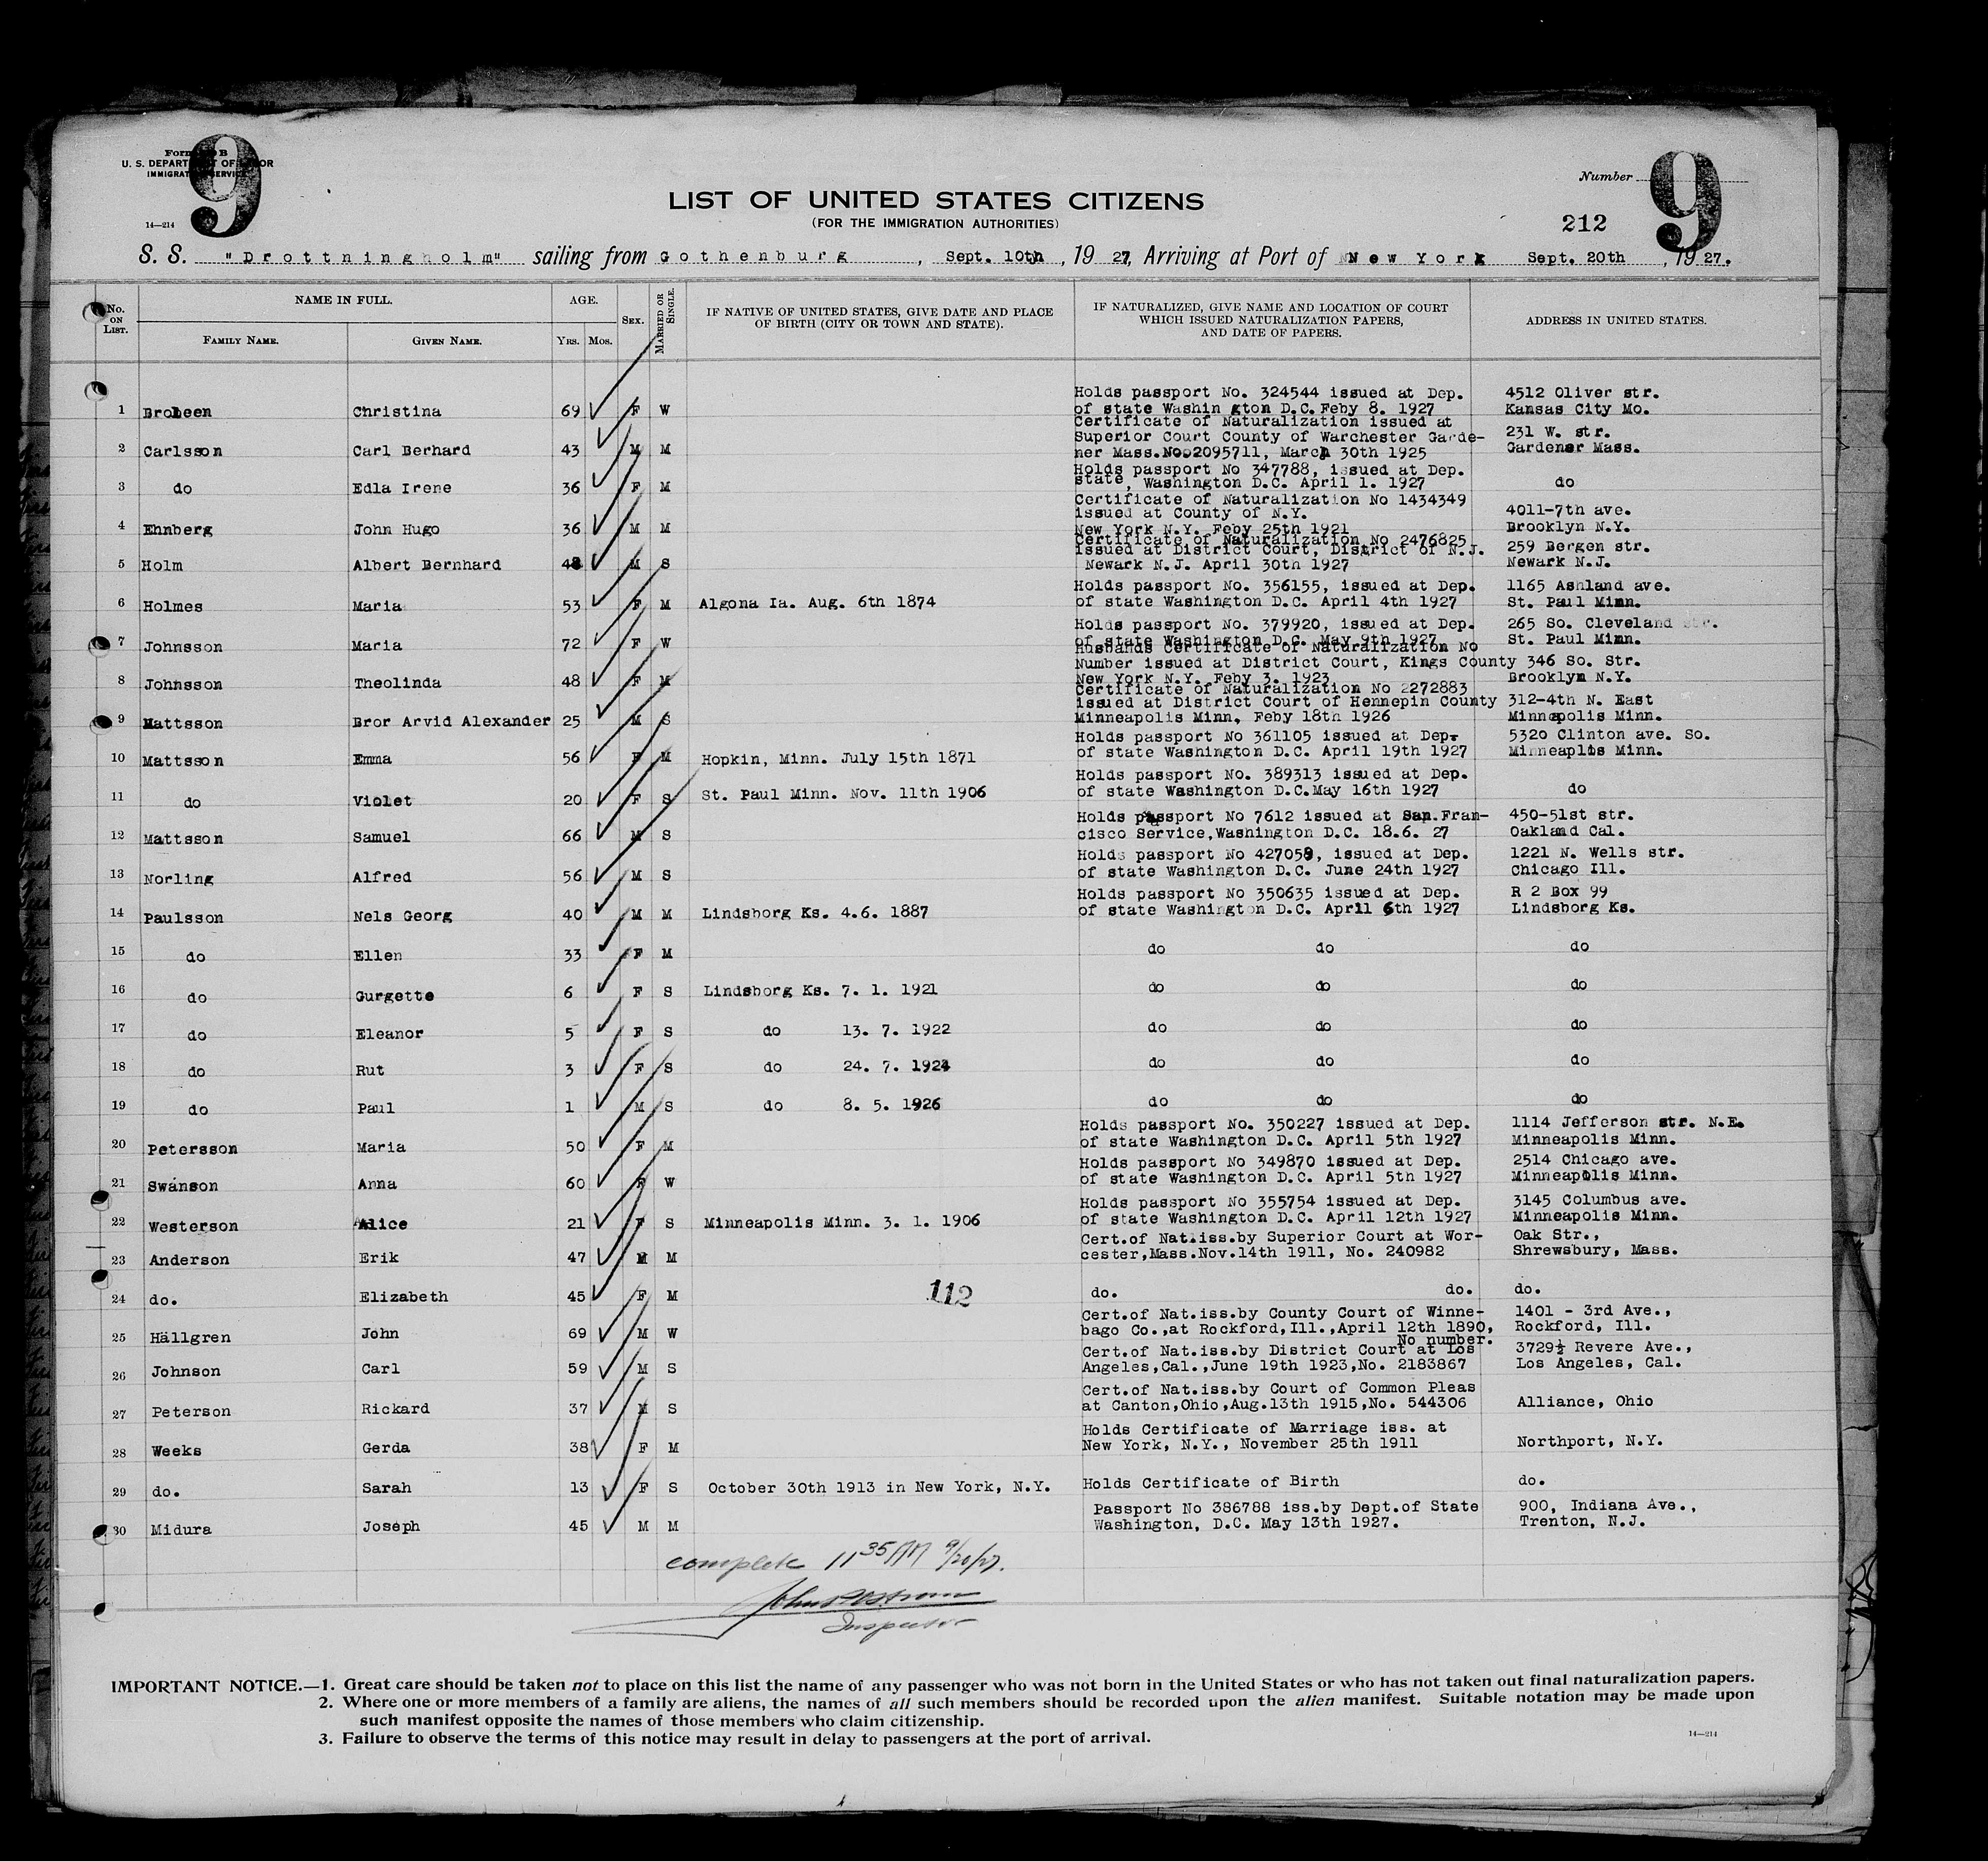 9
Form B
U. S. DEPARTMENT OF LABOR
IMMIGRATION SERVICE
14—214
LIST OF UNITED STATES CITIZENS
(FOR THE IMMIGRATION AUTHORITIES)
Number
9
212
S. S. "Drottningholm" sailing from Gothenburg, Sept. 10th, 1927, Arriving at Port of New York Sept. 20th, 1927.
No. ON LIST.
NAME IN FULL.
FAMILY NAME.
GIVEN NAME.
AGE.
YRS. MOS.
SEX.
MARRIED OR SINGLE.
IF NATIVE OF UNITED STATES, GIVE DATE AND PLACE
OF BIRTH (CITY OR TOWN AND STATE).
IF NATURALIZED, GIVE NAME AND LOCATION OF COURT
WHICH ISSUED NATURALIZATION PAPERS,
AND DATE OF PAPERS.
ADDRESS IN UNITED STATES.
Holds passport No. 324544 issued at Dep. 4512 Oliver str.
1 Broleen Christina 69 F W of state Washin gton D.C. Feby 8. 1927 Kansas City Mo.
Certificate of Naturalization issued at
Superior Court County of Warchester Garde- 231 W. str.
2 Carlsson Carl Berhard 43 M M ner Mass. No. 2095711, March 30th 1925 Gardener Mass.
Holds passport No 347788, issued at Dep.
3 do Edla Irene 36 F M state, Washington D.C. April 1. 1927 do
Certificate of Naturalization No 1434349
issued at County of N.Y. 4011-7th ave.
4 Ehnberg John Hugo 36 M M New York N.Y. Feby 25th 1921 Brooklyn N.Y.
Certificate of Naturalization No 2476825
issued at District Court, District of N.J. 259 Bergen str.
5 Holm Albert Bernhard 48 M S Newark N.J. April 30th 1927 Newark N.J.
Holds passport No. 356155, issued at Dep. 1165 Ashland ave.
6 Holmes Maria 53 F M Algona Ia. Aug. 6th 1874 of state Washington D.C. April 4th 1927 St. Paul Minn.
Holds passport No. 379920, issued at Dep. 265 So. Cleveland str.
7 Johnsson Maria 72 F W of state Washington D.C. May 9th 1927 St. Paul Minn.
Husbands Certificate of Naturalization No
Number issued at District Court, Kings County 346 So. Str.
8 Johnsson Theolinda 48 F M New York N.Y. Feby 3. 1923 Brooklyn N.Y.
Certificate of Naturalization No 2272883
issued at District Court of Hennepin County 312-4th N. East
9 Mattsson Bror Arvid Alexander 25 M S Minneapolis Minn, Feby 18th 1926 Minneapolis Minn.
Holds passport No 361105 issued at Dep. 5320 Clinton ave. So.
10 Mattsson Emma 56 F M Hopkin, Minn. July 15th 1871 of state Washington D.C. April 19th 1927 Minneaplis Minn.
Holds passport No. 389313 issued at Dep.
11 do Violet 20 F S St. Paul Minn. Nov. 11th 1906 of state Washington D.C. May 16th 1927 do
Holds passport No 7612 issued at San.Fran- 450-51st str.
12 Mattsson Samuel 66 M S cisco Service, Washington D.C. 18.6. 27 Oakland Cal.
Holds passport No 427058, issued at Dep. 1221 N. Wells str.
13 Norling Alfred 56 M S of state Washington D.C. June 24th 1927 Chicago Ill.
Holds passport No 350635 issued at Dep. R 2 Box 99
14 Paulsson Nels Georg 40 M M Lindsborg Ks. 4.6. 1887 of state Washington D.C. April 6th 1927 Lindsborg Ks.
15 do Ellen 33 F M do do do
16 do Gurgette 6 F S Lindsborg Ks. 7. 1. 1921 do do do
17 do Eleanor 5 F S do 13. 7. 1922 do do do
18 do Rut 3 F S do 24. 7. 1924 do do do
19 do Paul 1 M S do 8. 5. 1926 do do do
Holds passport No. 350227 issued at Dep. 1114 Jefferson str. N.E.
20 Petersson Maria 50 F M of state Washington D.C. April 5th 1927 Minneapolis Minn.
Holds passport No 349870 issued at Dep. 2514 Chicago ave.
21 Swanson Anna 60 F W of state Washington D.C. April 5th 1927 Minneapolis Minn.
Holds passport No 355754 issued at Dep. 3145 Columbus ave.
22 Westerson Alice 21 F S Minneapolis Minn. 3. 1. 1906 of state Washington D.C. April 12th 1927 Minneapolis Minn.
Cert.of Nat.iss.by Superior Court at Wor- Oak Str.,
23 Anderson Erik 47 M M cester,Mass.Nov.14th 1911, No. 240982 Shrewsbury, Mass.
24 do. Elizabeth 45 F M 112 do. do. do.
Cert.of Nat.iss.by County Court of Winne- 1401 - 3rd Ave.,
25 Hällgren John 69 M W bago Co.,at Rockford,Ill.,April 12th 1890, Rockford, Ill.
No number.
Cert.of Nat.iss.by District Court at Los 3729½ Revere Ave.,
26 Johnson Carl 59 M S Angeles,Cal.,June 19th 1923,No. 2183867 Los Angeles, Cal.
Cert.of Nat.iss.by Court of Common Pleas
27 Peterson Rickard 37 M S at Canton,Ohio,Aug.13th 1915,No. 544306 Alliance, Ohio
Holds Certificate of Marriage iss. at
28 Weeks Gerda 38 F M New York, N.Y., November 25th 1911 Northport, N.Y.
29 do. Sarah 13 F S October 30th 1913 in New York, N.Y. Holds Certificate of Birth do.
Passport No 386788 iss.by Dept.of State 900, Indiana Ave.,
30 Midura Joseph 45 M M Washington, D.C. May 13th 1927. Trenton, N.J.
complete 11 35 AM 9/20/27.
Inspector
IMPORTANT NOTICE.—1. Great care should be taken not to place on this list the name of any passenger who was not born in the United States or who has not taken out final naturalization papers.
2. Where one or more members of a family are aliens, the names of all such members should be recorded upon the alien manifest. Suitable notation may be made upon
such manifest opposite the names of those members who claim citizenship.
3. Failure to observe the terms of this notice may result in delay to passengers at the port of arrival.
14—214